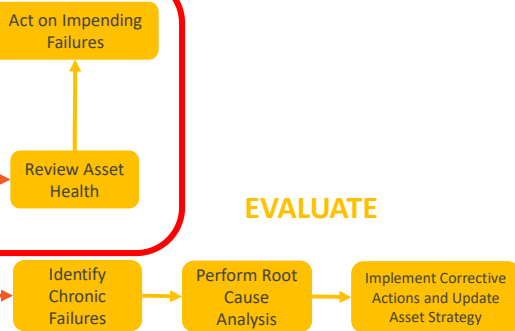 Act on Impending
Failures
Review Asset
Health
EVALUATE
Identify
Chronic
Failures
Perform Root
Cause
Analysis
Implement Corrective
Actions and Update
Asset Strategy